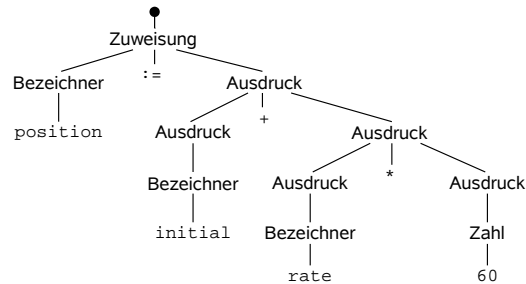 Zuweisung
Bezeichner := Ausdruck
position Ausdruck + Ausdruck
Bezeichner Ausdruck * Ausdruck
initial Bezeichner Zahl
rate 60